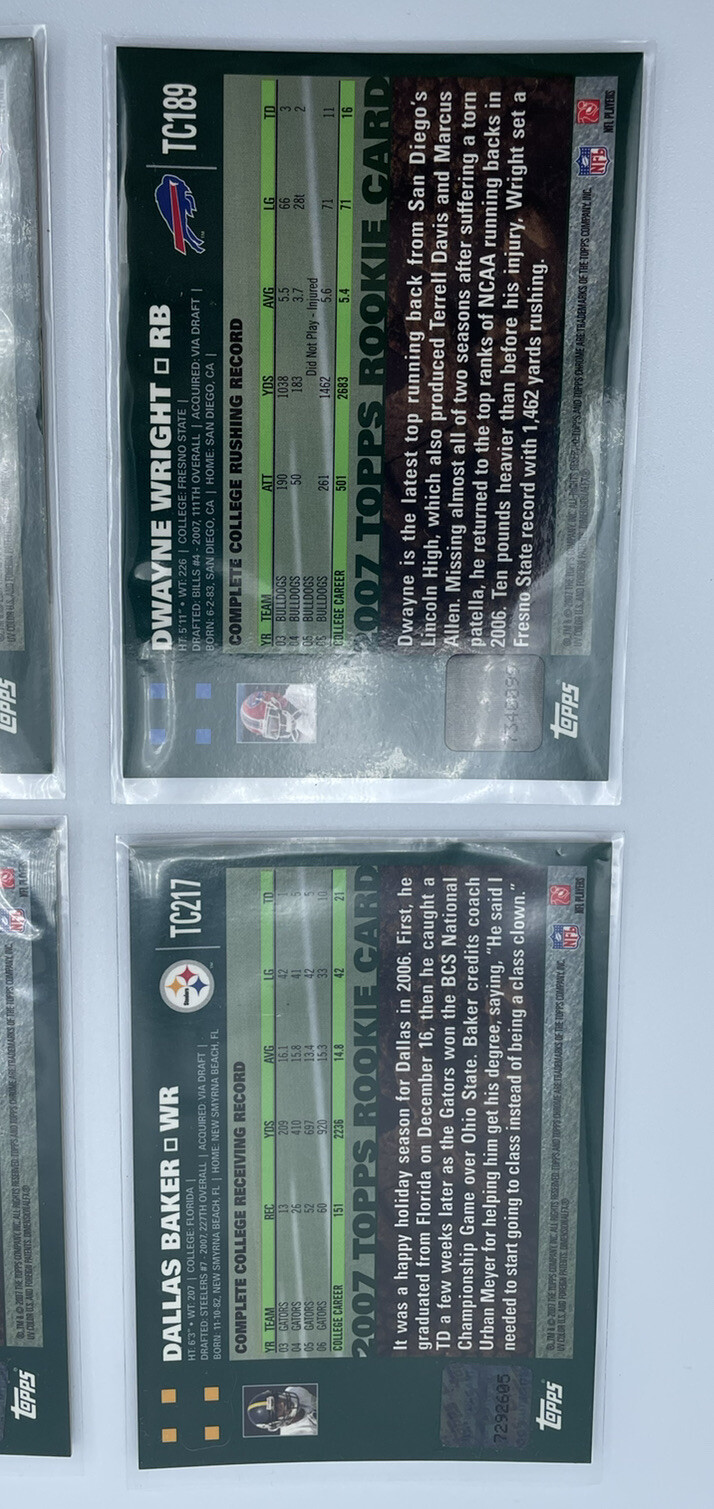 DWAYNE WRIGHT □ RB
TC189
HT: 5'11" • WT: 226 | COLLEGE: FRESNO STATE |
DRAFTED: BILLS #4 - 2007, 111TH OVERALL | ACQUIRED: VIA DRAFT |
BORN: 6-2-83, SAN DIEGO, CA | HOME: SAN DIEGO, CA |
COMPLETE COLLEGE RUSHING RECORD
YR TEAM ATT YDS AVG LG TD
03 BULLDOGS 190 1038 5.5 66 3
04 BULLDOGS 50 183 3.7 28t 2
05 BULLDOGS Did Not Play - Injured
BULLDOGS 261 1462 5.6 71 11
COLLEGE CAREER 501 2683 5.4 71 16
2007 TOPPS ROOKIE CARD
Dwayne is the latest top running back from San Diego's
Lincoln High, which also produced Terrell Davis and Marcus
Allen. Missing almost all of two seasons after suffering a torn
patella, he returned to the top ranks of NCAA running backs in
2006. Ten pounds heavier than before his injury, Wright set a
Fresno State record with 1,462 yards rushing.
NFL
NFL PLAYERS
topps
DALLAS BAKER □ WR
Steelers
TC217
HT: 6'3" • WT: 207 | COLLEGE: FLORIDA |
DRAFTED: STEELERS #7 - 2007, 227TH OVERALL | ACQUIRED: VIA DRAFT |
BORN: 11-10-82, NEW SMYRNA BEACH, FL | HOME: NEW SMYRNA BEACH, FL
COMPLETE COLLEGE RECEIVING RECORD
YR TEAM REC YDS AVG LG TD
03 GATORS 13 209 16.1 42 1
04 GATORS 26 410 15.8 41 5
05 GATORS 52 697 13.4 42 5
06 GATORS 60 920 15.3 33 10
COLLEGE CAREER 151 2236 14.8 42 21
2007 TOPPS ROOKIE CARD
It was a happy holiday season for Dallas in 2006. First, he
graduated from Florida on December 16, then he caught a
TD a few weeks later as the Gators won the BCS National
Championship Game over Ohio State. Baker credits coach
Urban Meyer for helping him get his degree, saying, "He said I
needed to start going to class instead of being a class clown."
NFL
NFL PLAYERS
7292605
topps
topps
topps